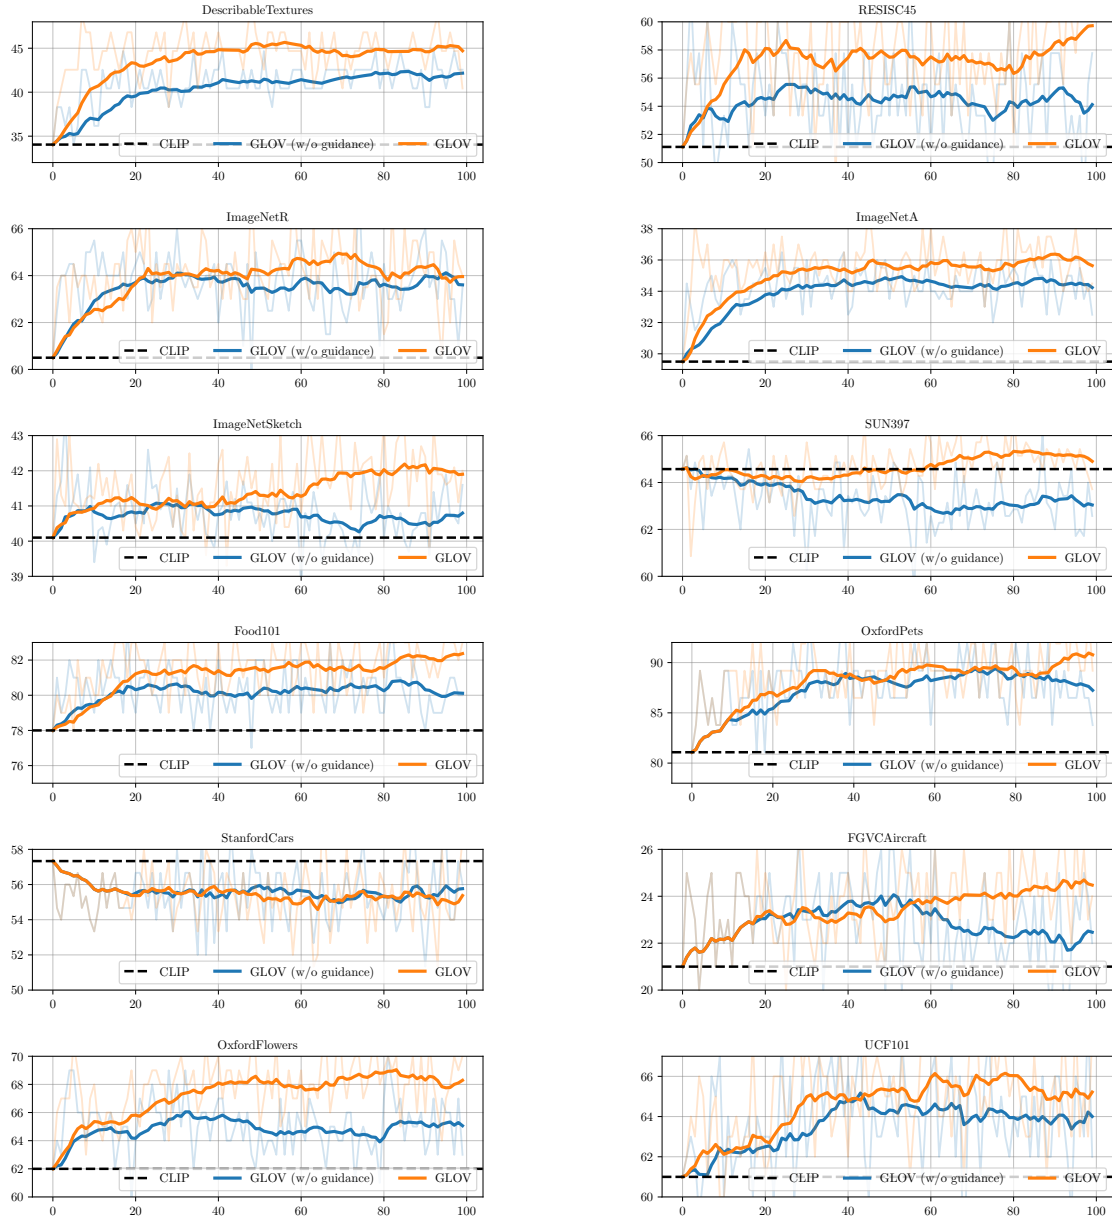 DescribableTextures
45
40
35
CLIP GLOV (w/o guidance) GLOV
0 20 40 60 80 100
RESISC45
60
58
56
54
52
50
CLIP GLOV (w/o guidance) GLOV
0 20 40 60 80 100
ImageNetR
66
64
62
60
CLIP GLOV (w/o guidance) GLOV
0 20 40 60 80 100
ImageNetA
38
36
34
32
30
CLIP GLOV (w/o guidance) GLOV
0 20 40 60 80 100
ImageNetSketch
43
42
41
40
39
CLIP GLOV (w/o guidance) GLOV
0 20 40 60 80 100
SUN397
66
64
62
60
CLIP GLOV (w/o guidance) GLOV
0 20 40 60 80 100
Food101
82
80
78
76
CLIP GLOV (w/o guidance) GLOV
0 20 40 60 80 100
OxfordPets
90
85
80
CLIP GLOV (w/o guidance) GLOV
0 20 40 60 80 100
StanfordCars
58
56
54
52
50
CLIP GLOV (w/o guidance) GLOV
0 20 40 60 80 100
FGVCAircraft
26
24
22
20
CLIP GLOV (w/o guidance) GLOV
0 20 40 60 80 100
OxfordFlowers
70
68
66
64
62
60
CLIP GLOV (w/o guidance) GLOV
0 20 40 60 80 100
UCF101
66
64
62
60
CLIP GLOV (w/o guidance) GLOV
0 20 40 60 80 100